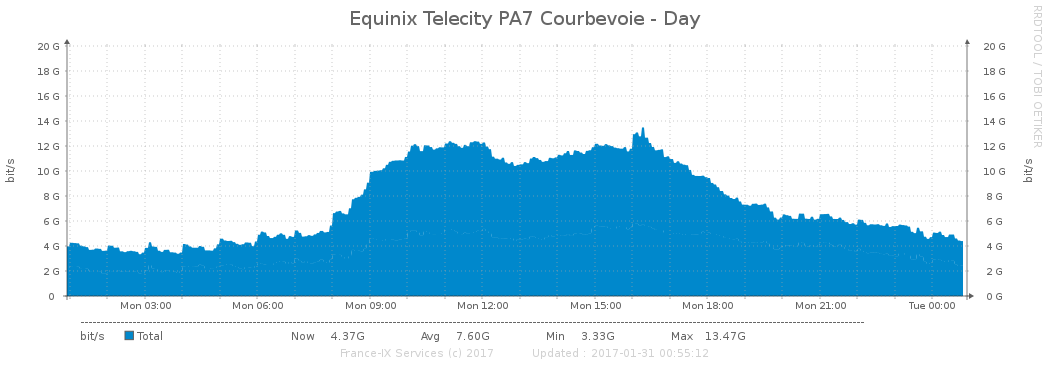 Equinix Telecity PA7 Courbevoie - Day
RRDTOOL / TOBI OETIKER
20 G 20 G
18 G 18 G
16 G 16 G
14 G 14 G
12 G 12 G
10 G 10 G
8 G 8 G
6 G 6 G
4 G 4 G
2 G 2 G
0 0 G
bit/s bit/s
Mon 03:00 Mon 06:00 Mon 09:00 Mon 12:00 Mon 15:00 Mon 18:00 Mon 21:00 Tue 00:00
bit/s Total Now 4.37G Avg 7.60G Min 3.33G Max 13.47G
France-IX Services (c) 2017 Updated : 2017-01-31 00:55:12